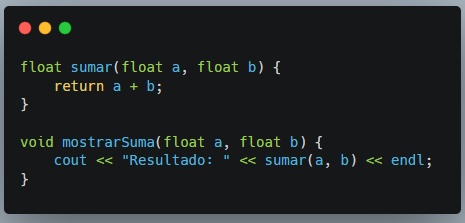 float sumar(float a, float b) {
    return a + b;
}

void mostrarSuma(float a, float b) {
    cout << "Resultado: " << sumar(a, b) << endl;
}